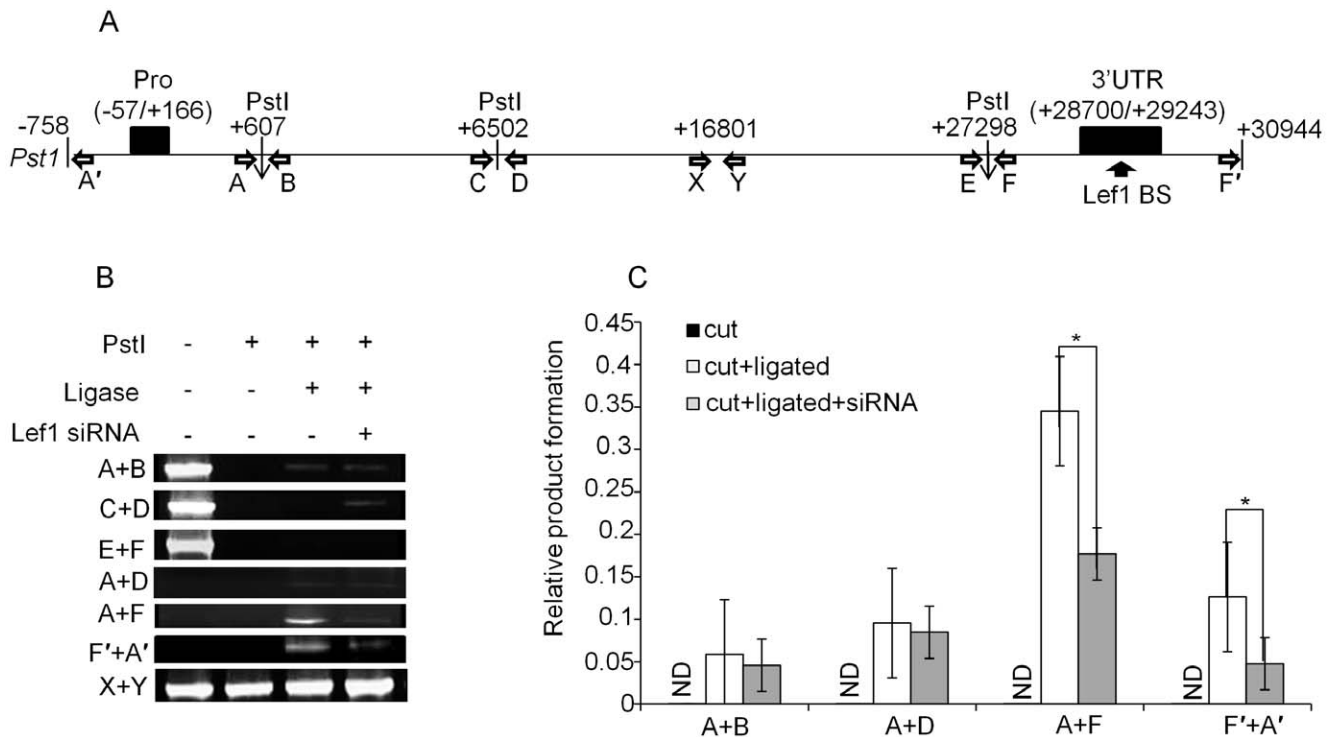 A
Pro
(-57/+166)
PstI
+607
PstI
+6502
+16801
PstI
+27298
3'UTR
(+28700/+29243)
-758
Pst1
+30944
A'
A
B
C
D
X
Y
E
F
Lef1 BS
F'
B
PstI - + + +
Ligase - - + +
Lef1 siRNA - - - +
A+B
C+D
E+F
A+D
A+F
F'+A'
X+Y
C
Relative product formation
0.45
0.4
0.35
0.3
0.25
0.2
0.15
0.1
0.05
0
cut
cut+ligated
cut+ligated+siRNA
*
*
ND
ND
ND
ND
A+B
A+D
A+F
F'+A'